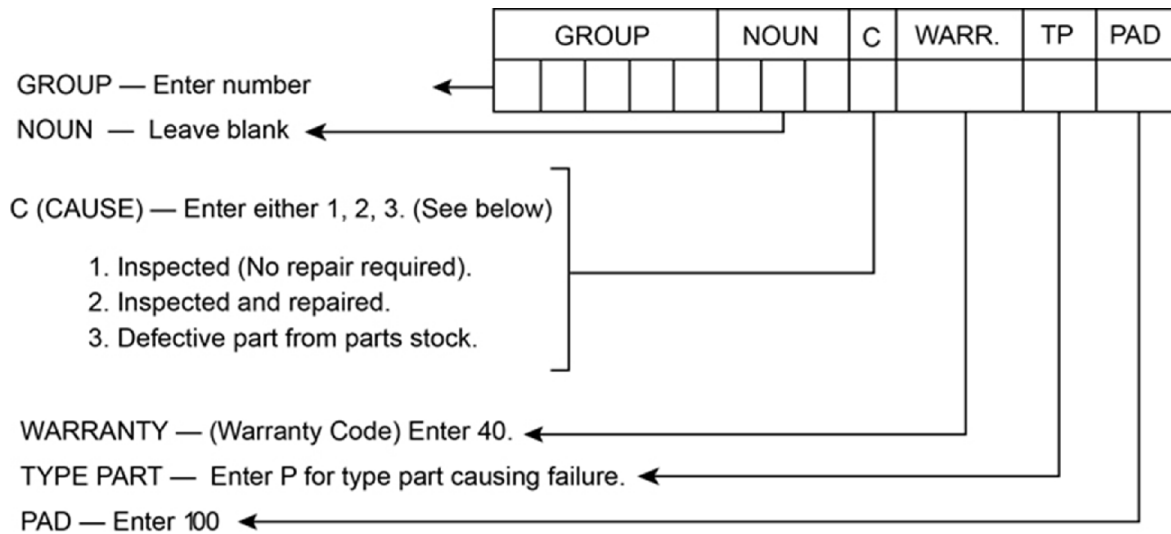 GROUP NOUN C WARR. TP PAD
GROUP — Enter number
NOUN — Leave blank
C (CAUSE) — Enter either 1, 2, 3. (See below)
1. Inspected (No repair required).
2. Inspected and repaired.
3. Defective part from parts stock.
WARRANTY — (Warranty Code) Enter 40.
TYPE PART — Enter P for type part causing failure.
PAD — Enter 100